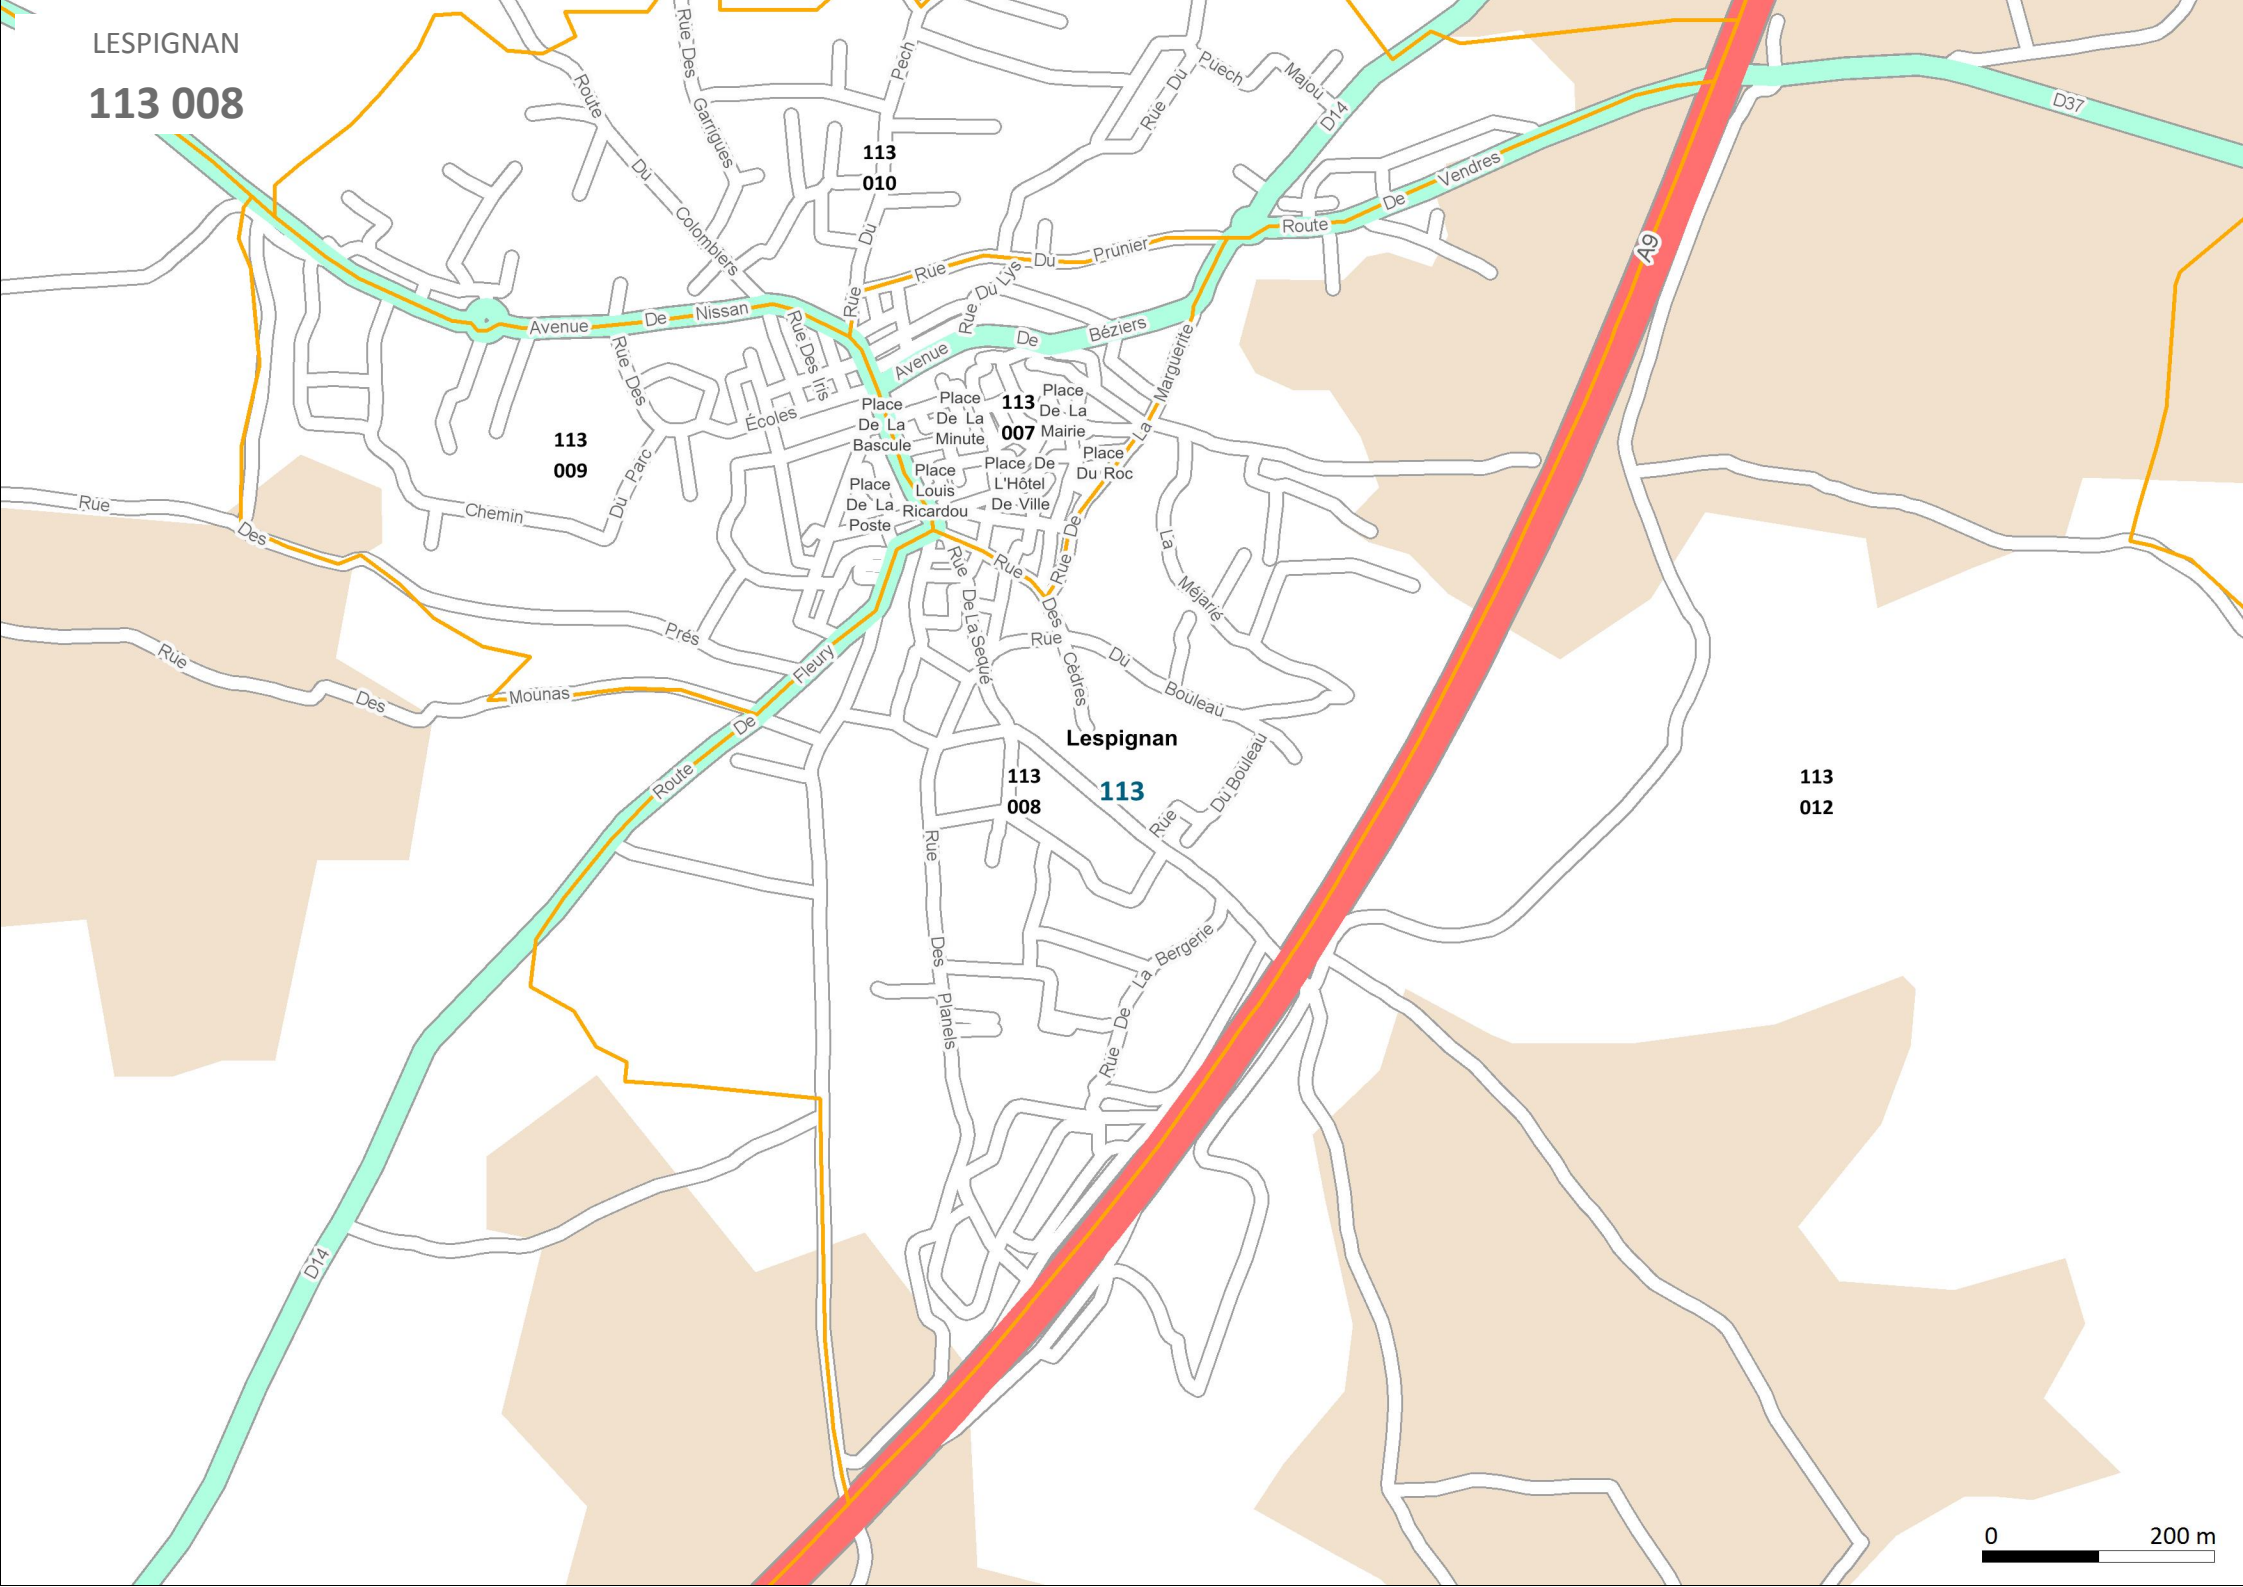 LESPIGNAN
113 008
Rue Des Garrigues
Pech
Route Du Colombiers
Rue Du Puech Majou
D14
D37
113
010
Du
Rue
Rue Du Prunier
Route De Vendres
A9
Rue Du Lys
Avenue De Nissan
Avenue De Béziers
Rue Des Iris
Rue Des Écoles
Rue De La Marguerite
Place
De La
Bascule
Place
De La
Minute
113
007
Place
De La
Mairie
Place
Du Roc
Place
Louis
Ricardou
Place De
L'Hôtel
De Ville
Place
De La
Poste
113
009
Chemin Du Parc
Rue Des Prés
Rue Des Mounas
La Méjarié
Rue Des Cèdres
Rue De La Seque
Rue Du Bouleau
Route De Fleury
Lespignan
113
113
008
Rue Du Bouleau
113
012
Rue Des Planels
Rue De La Bergerie
D14
0 200 m